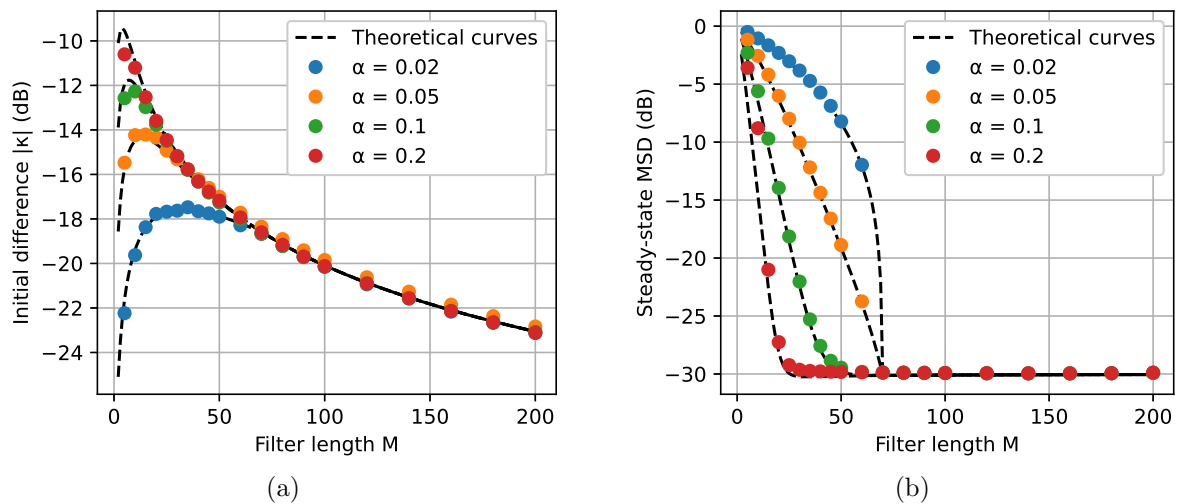 −10
−12
−14
−16
−18
−20
−22
−24
Initial difference |κ| (dB)
0
50
100
150
200
Filter length M
Theoretical curves
α = 0.02
α = 0.05
α = 0.1
α = 0.2
(a)
0
−5
−10
−15
−20
−25
−30
Steady-state MSD (dB)
0
50
100
150
200
Filter length M
Theoretical curves
α = 0.02
α = 0.05
α = 0.1
α = 0.2
(b)